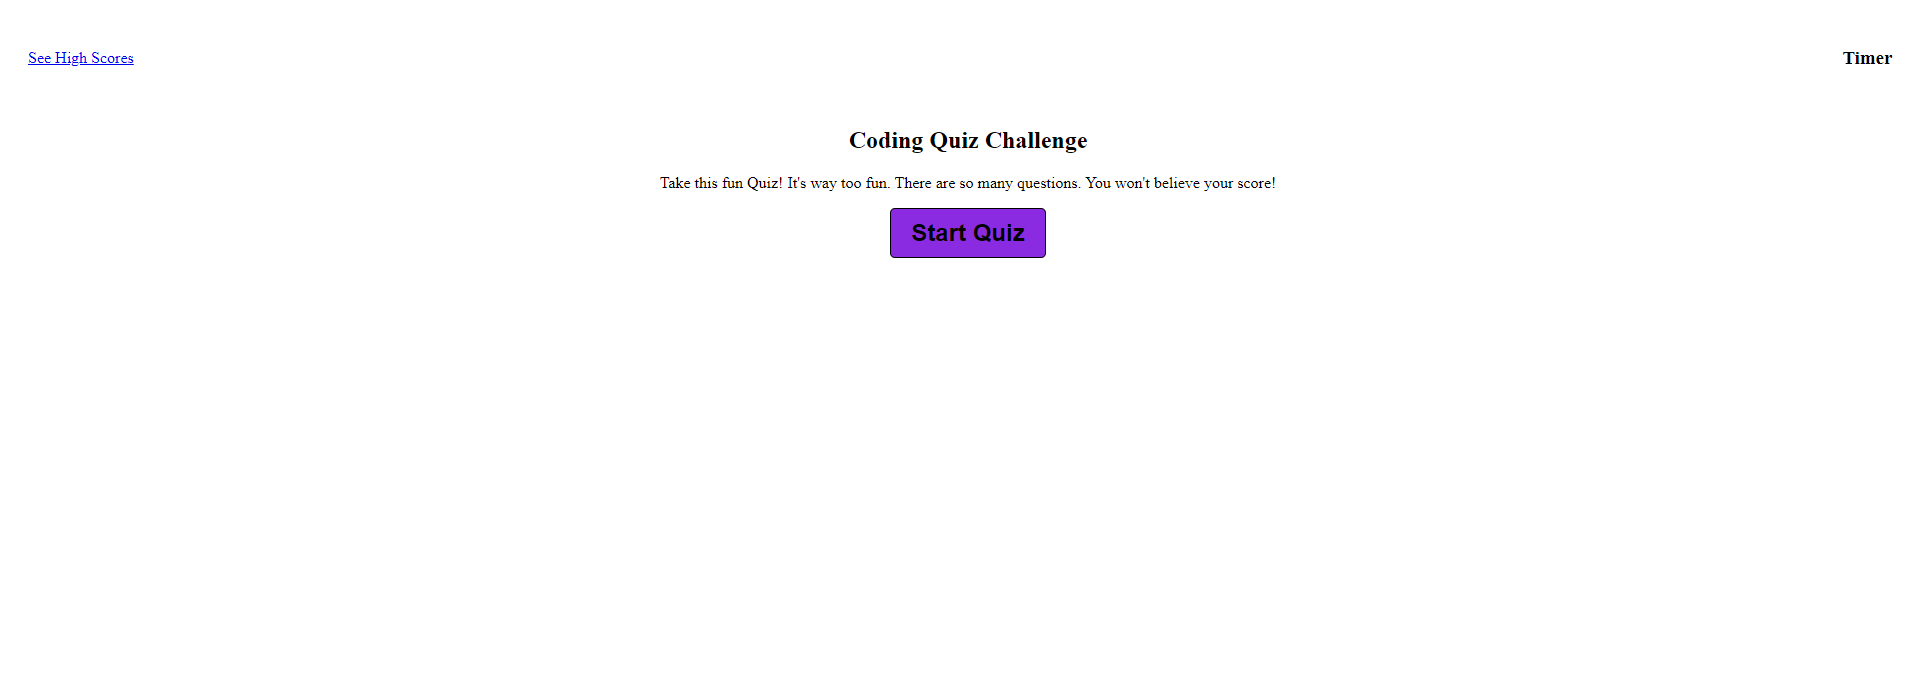 See High Scores
Timer
Coding Quiz Challenge
Take this fun Quiz! It's way too fun. There are so many questions. You won't believe your score!
Start Quiz